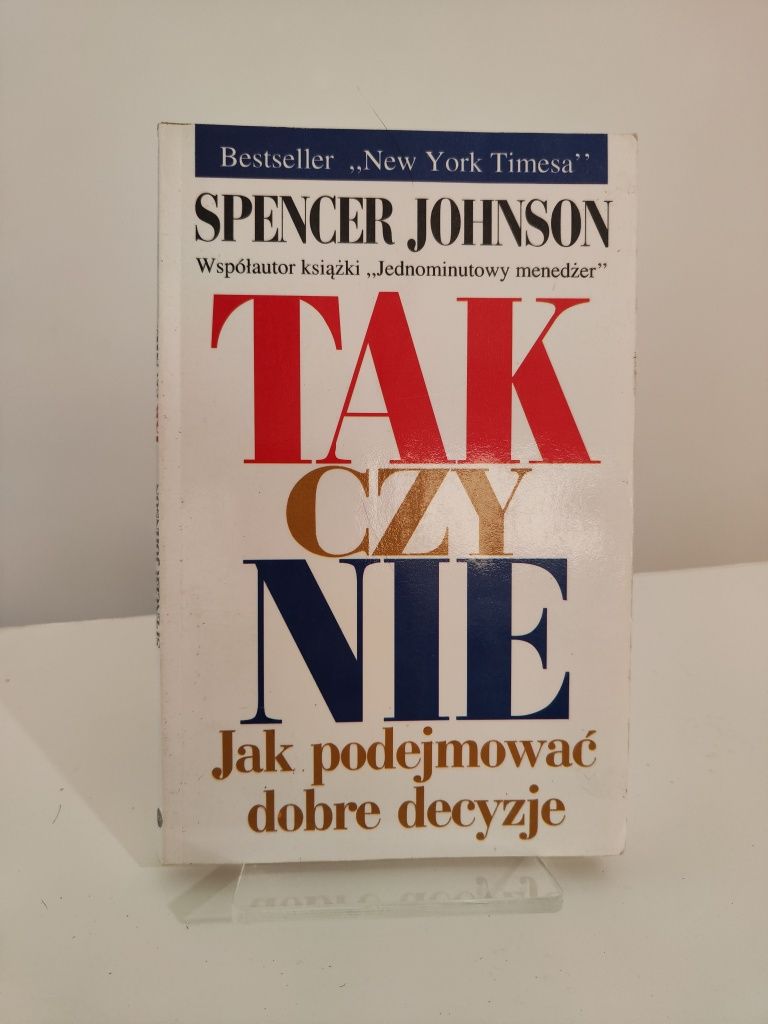 Bestseller ,,New York Timesa’’
SPENCER JOHNSON
Współautor książki ,,Jednominutowy menedżer”
TAK
CZY
NIE
Jak podejmować
dobre decyzje